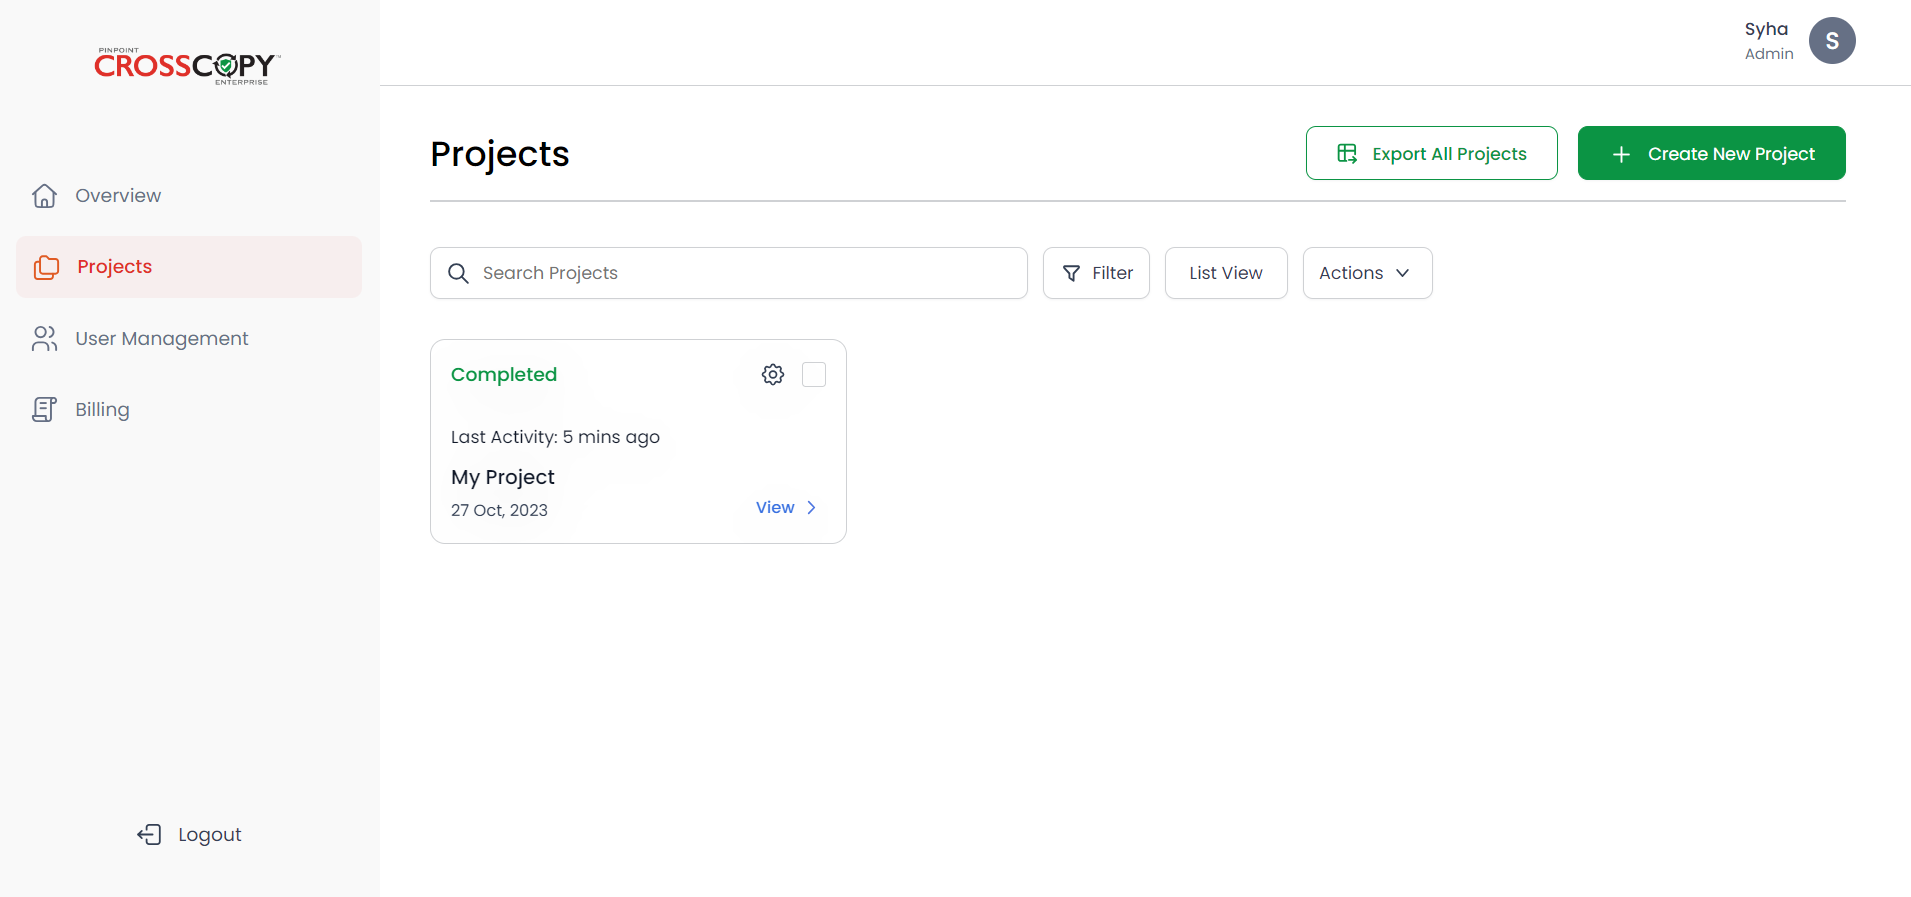 PINPOINT
CROSSCOPY
ENTERPRISE
Syha
Admin
S
Overview
Projects
User Management
Billing
Logout
Projects
Export All Projects
Create New Project
Search Projects
Filter
List View
Actions
Completed
Last Activity: 5 mins ago
My Project
27 Oct, 2023
View